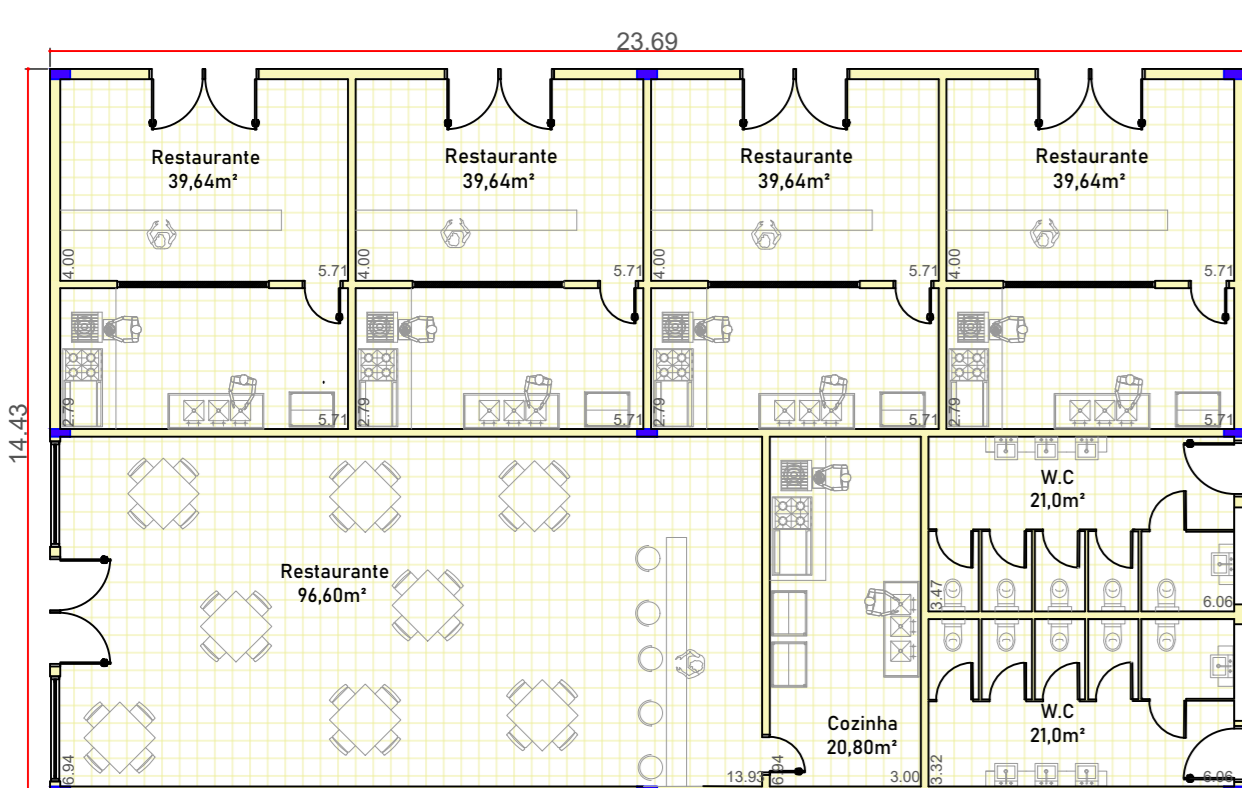 23.69
14.43
Restaurante
39,64m²
Restaurante
39,64m²
Restaurante
39,64m²
Restaurante
39,64m²
4.00
5.71
4.00
5.71
4.00
5.71
4.00
5.71
2.79
5.71
2.79
5.71
2.79
5.71
2.79
5.71
W.C
21,0m²
Restaurante
96,60m²
3.47
6.06
W.C
21,0m²
Cozinha
20,80m²
6.94
13.93
6.94
3.00
3.32
6.06